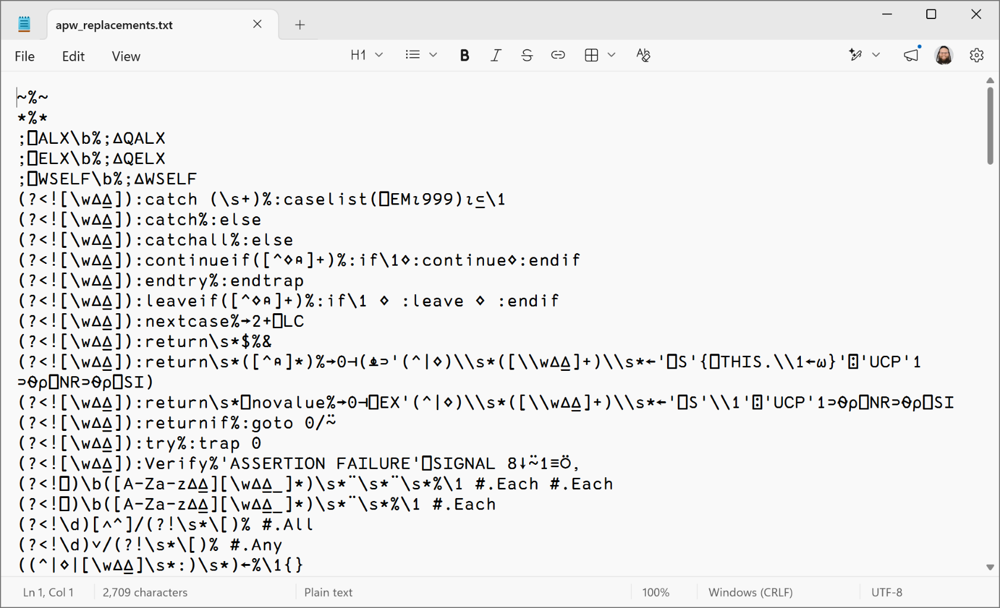 apw_replacements.txt
File Edit View H1
~%~
*%*
;⎕ALX\b%;∆QALX
;⎕ELX\b%;∆QELX
;⎕WSELF\b%;∆WSELF
(?<![\w∆⍙]):catch (\s+)%:caselist(⎕EM⍳999)⍳⊆\1
(?<![\w∆⍙]):catch%:else
(?<![\w∆⍙]):catchall%:else
(?<![\w∆⍙]):continueif([^⋄⍝]+)%:if\1⋄:continue⋄:endif
(?<![\w∆⍙]):endtry%:endtrap
(?<![\w∆⍙]):leaveif([^⋄⍝]+)%:if\1 ⋄ :leave ⋄ :endif
(?<![\w∆⍙]):nextcase%→2+⎕LC
(?<![\w∆⍙]):return\s*$%&
(?<![\w∆⍙]):return\s*([^⍝]*)%→0⊣(⍎⊃'(^|⋄)\\s*([\\w∆⍙]+)\\s*←'⎕S'{⎕THIS.\\1←⍵}'⍠'UCP'1
⊃⍉⍴⎕NR⊃⍉⍴⎕SI)
(?<![\w∆⍙]):return\s*⎕novalue%→0⊣⎕EX'(^|⋄)\\s*([\\w∆⍙]+)\\s*←'⎕S'\\1'⍠'UCP'1⊃⍉⍴⎕NR⊃⍉⍴⎕SI
(?<![\w∆⍙]):returnif%:goto 0/⍨
(?<![\w∆⍙]):try%:trap 0
(?<![\w∆⍙]):Verify%'ASSERTION FAILURE'⎕SIGNAL 8↓⍨1≡⍥,
(?<!⎕)\b([A-Za-z∆⍙][\w∆⍙_]*)\s*¨\s*¨\s*%\1 #.Each #.Each
(?<!⎕)\b([A-Za-z∆⍙][\w∆⍙_]*)\s*¨\s*%\1 #.Each
(?<!\d)[∧^]/(?!\s*\[)% #.All
(?<!\d)∨/(?!\s*\[)% #.Any
((^|⋄|[\w∆⍙]\s*:)\s*)←%\1{}
Ln 1, Col 1 2,709 characters Plain text 100% Windows (CRLF) UTF-8